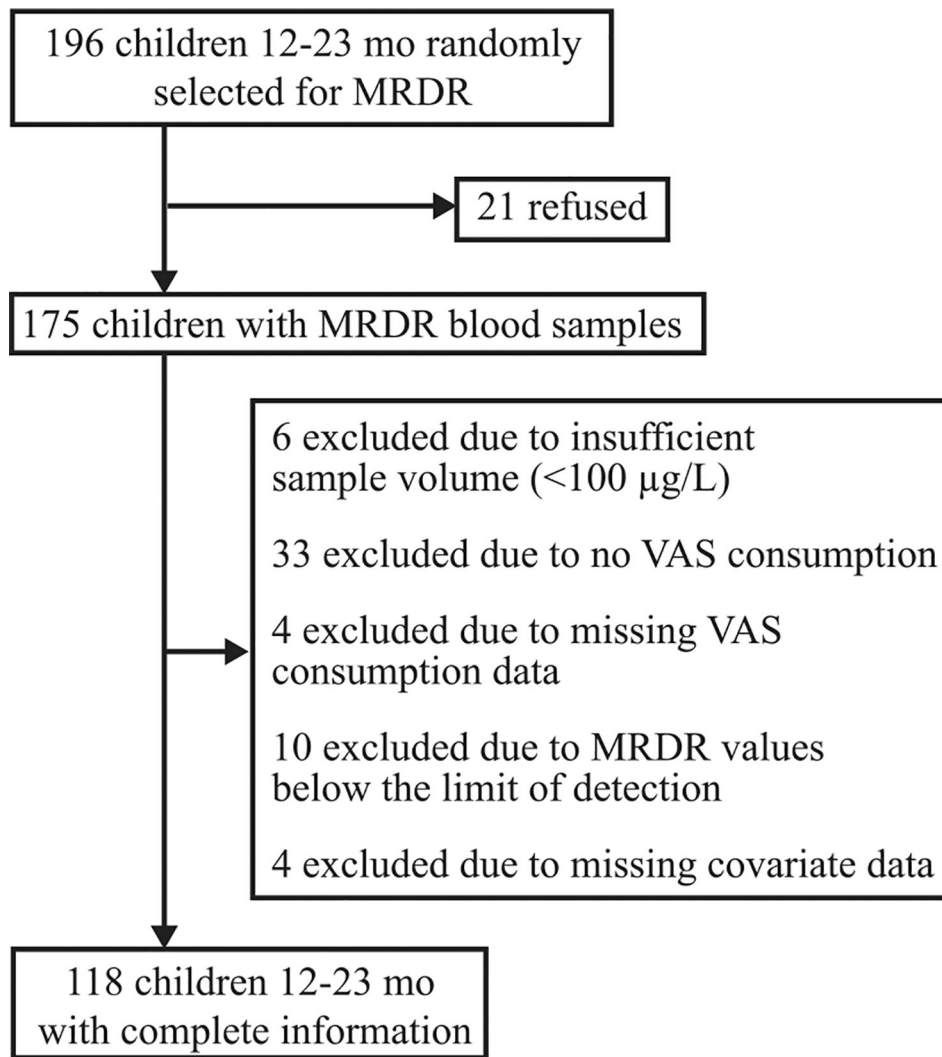 196 children 12-23 mo randomly
selected for MRDR
21 refused
175 children with MRDR blood samples
6 excluded due to insufficient
sample volume (<100 µg/L)
33 excluded due to no VAS consumption
4 excluded due to missing VAS
consumption data
10 excluded due to MRDR values
below the limit of detection
4 excluded due to missing covariate data
118 children 12-23 mo
with complete information